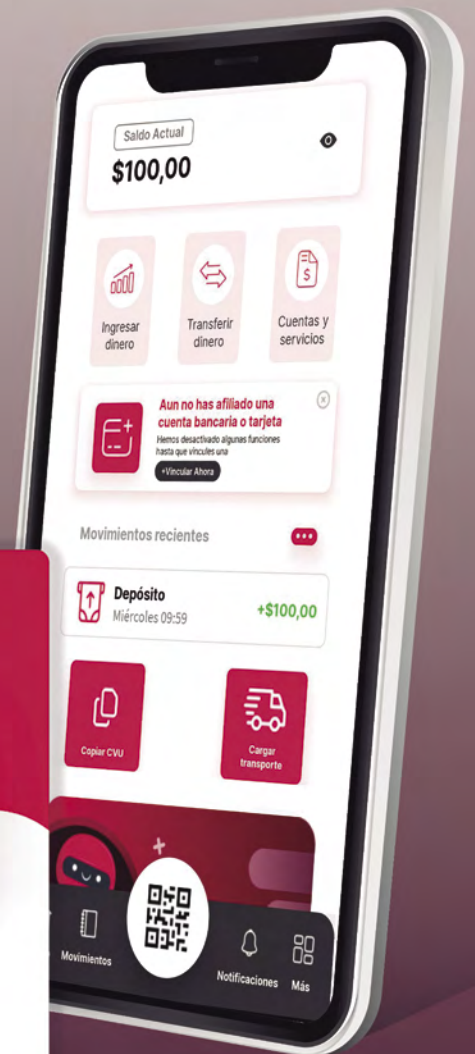 Saldo Actual
$100,00
Ingresar
dinero
Transferir
dinero
Cuentas y
servicios
Aun no has afiliado una
cuenta bancaria o tarjeta
Hemos desactivado algunas funciones
hasta que vincules una
+Vincular Ahora
Movimientos recientes
Depósito
Miércoles 09:59
+$100,00
Copiar CVU
Cargar
transporte
Movimientos
Notificaciones
Más